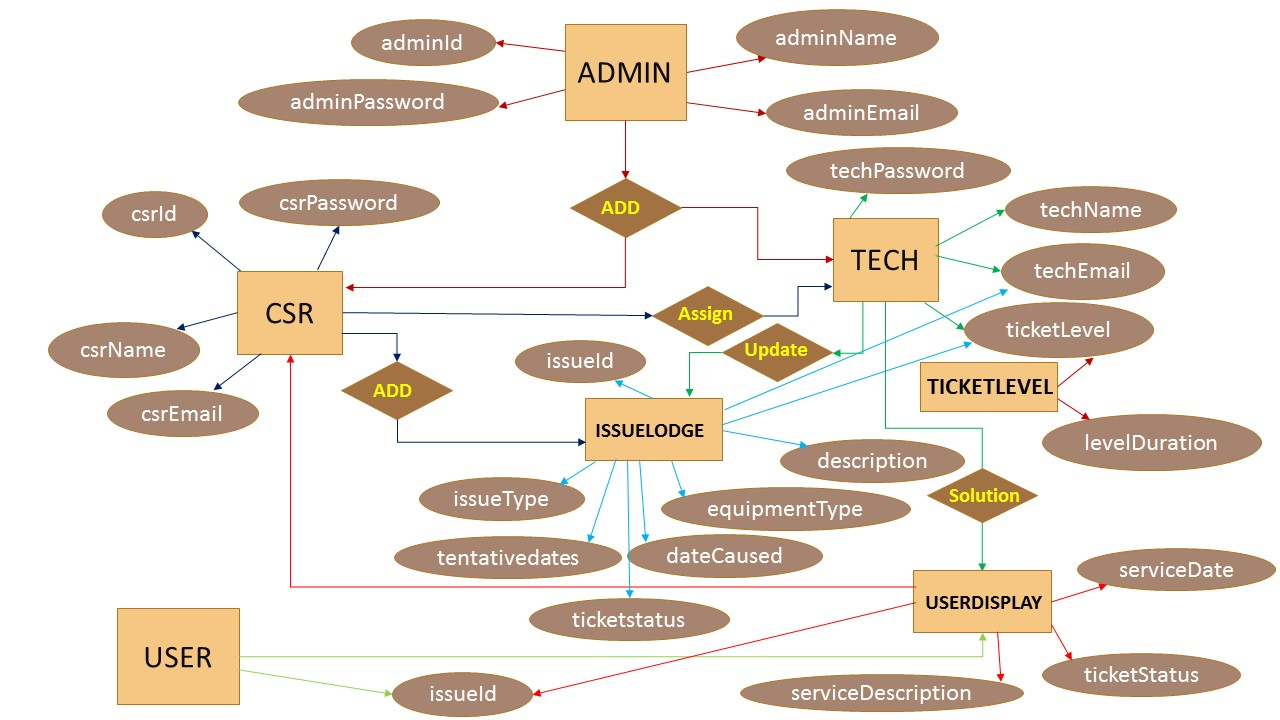 adminId
ADMIN
adminName
adminPassword
adminEmail
techPassword
csrId
csrPassword
ADD
techName
TECH
techEmail
CSR
Assign
ticketLevel
csrName
issueId
Update
TICKETLEVEL
ADD
csrEmail
ISSUELODGE
levelDuration
description
issueType
equipmentType
Solution
tentativedates
dateCaused
serviceDate
USERDISPLAY
ticketstatus
USER
issueId
serviceDescription
ticketStatus